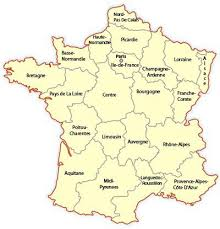 Nord-
Pas De Calais
Haute-
Normandie
Picardie
Basse-
Normandie
Paris
Ile-de-France
Champagne-
Ardenne
Lorraine
Alsace
Bretagne
Pays de la Loire
Centre
Bourgogne
Franche-
Comte
Poitou-
Charentes
Limousin
Auvergne
Rhône-Alpes
Aquitaine
Midi-
Pyrenees
Languedoc-
Roussillon
Provence-Alpes-
Côte D'Azur